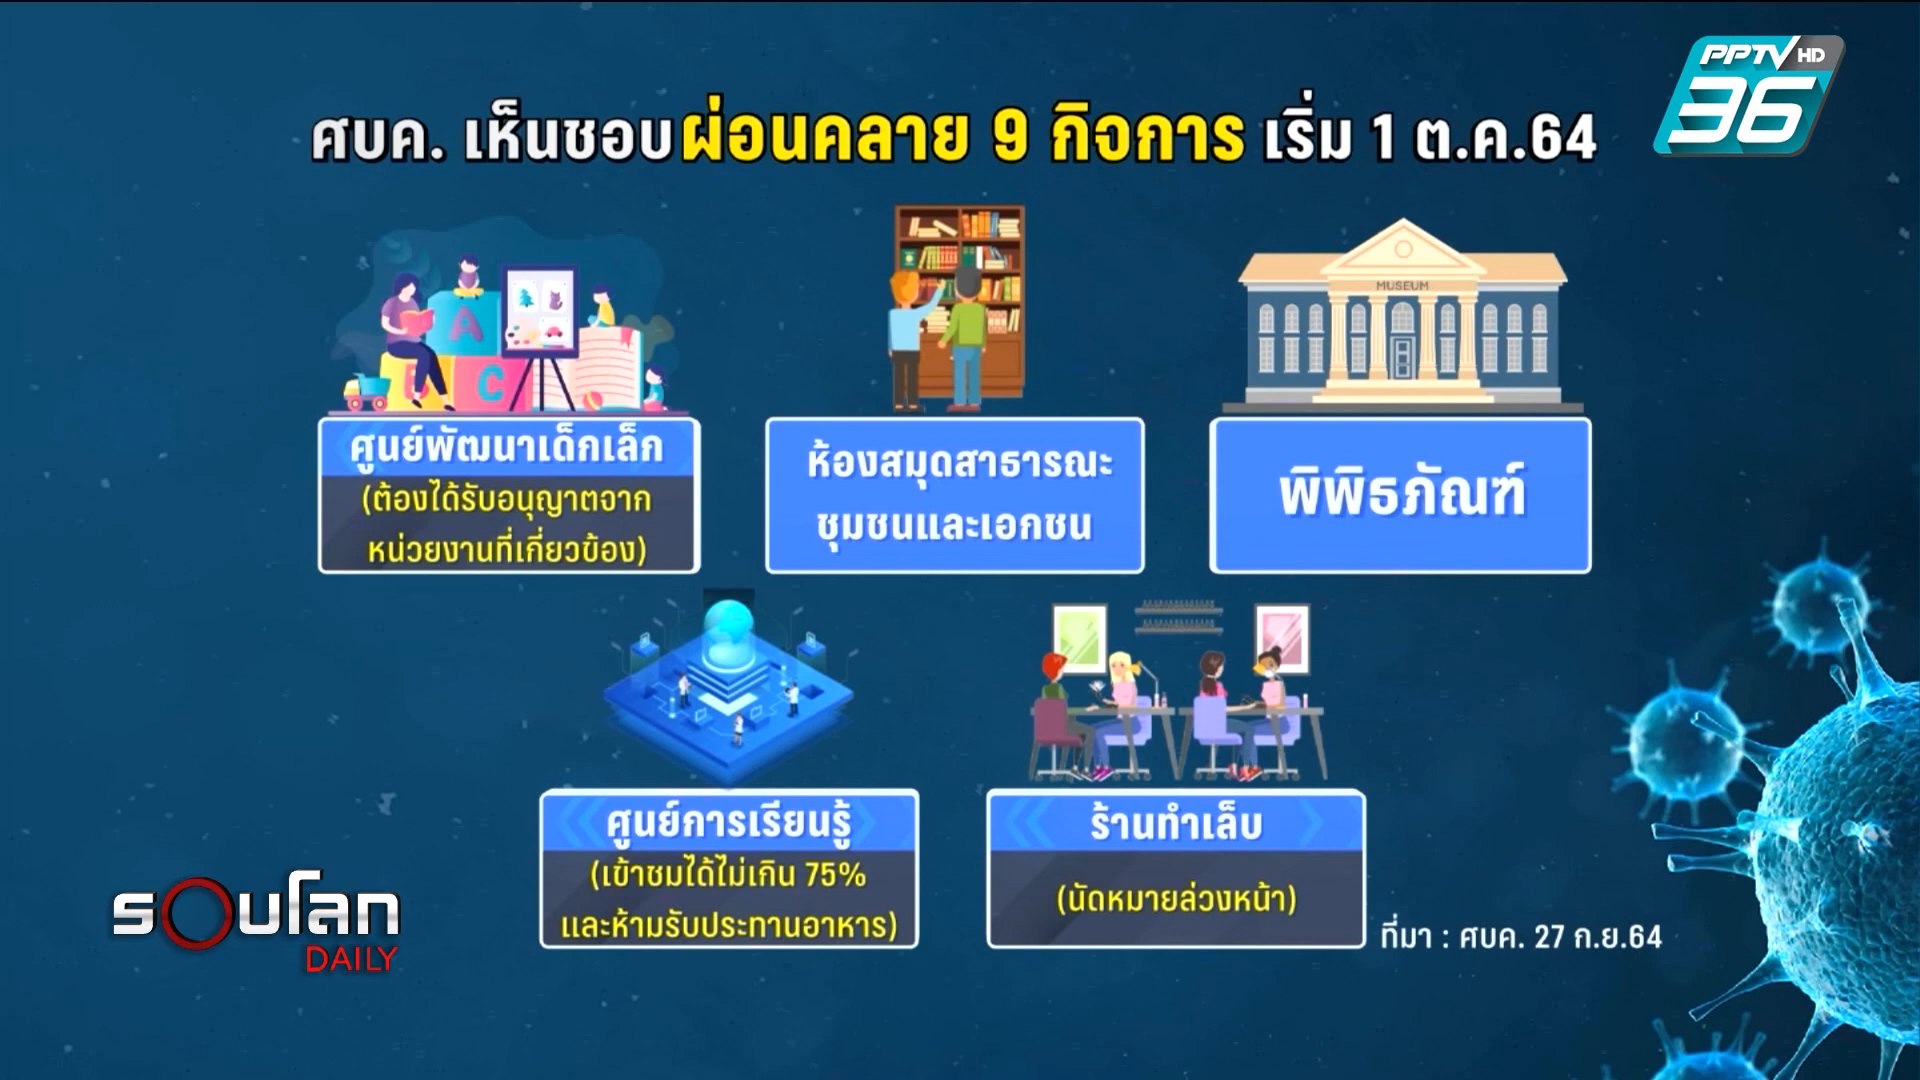 PPTV HD
36
ศบค. เห็นชอบผ่อนคลาย 9 กิจการ เริ่ม 1 ต.ค.64
MUSEUM
A
B C
ศูนย์พัฒนาเด็กเล็ก
(ต้องได้รับอนุญาตจาก
หน่วยงานที่เกี่ยวข้อง)
ห้องสมุดสาธารณะ
ชุมชนและเอกชน
พิพิธภัณฑ์
ศูนย์การเรียนรู้
(เข้าชมได้ไม่เกิน 75%
และห้ามรับประทานอาหาร)
ร้านทำเล็บ
(นัดหมายล่วงหน้า)
ที่มา : ศบค. 27 ก.ย.64
รอบโลก
DAILY